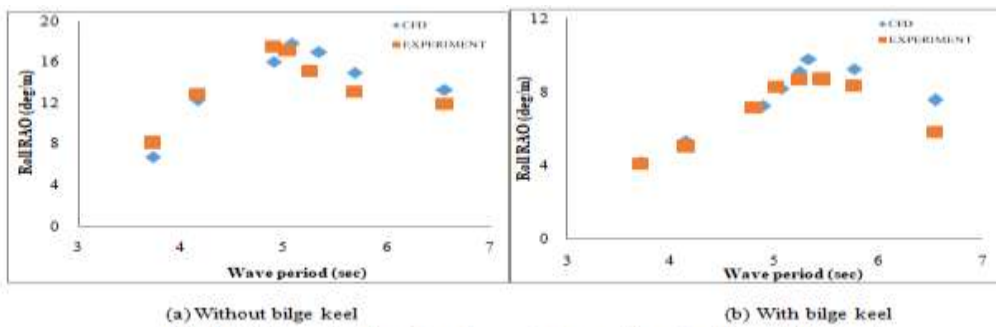 20
16
12
8
4
0
3
4
5
6
7
Roll RAO (deg/m)
Wave period (sec)
CFD
EXPERIMENT
(a) Without bilge keel
12
8
4
0
3
4
5
6
7
Roll RAO (deg/m)
Wave period (sec)
CFD
EXPERIMENT
(b) With bilge keel